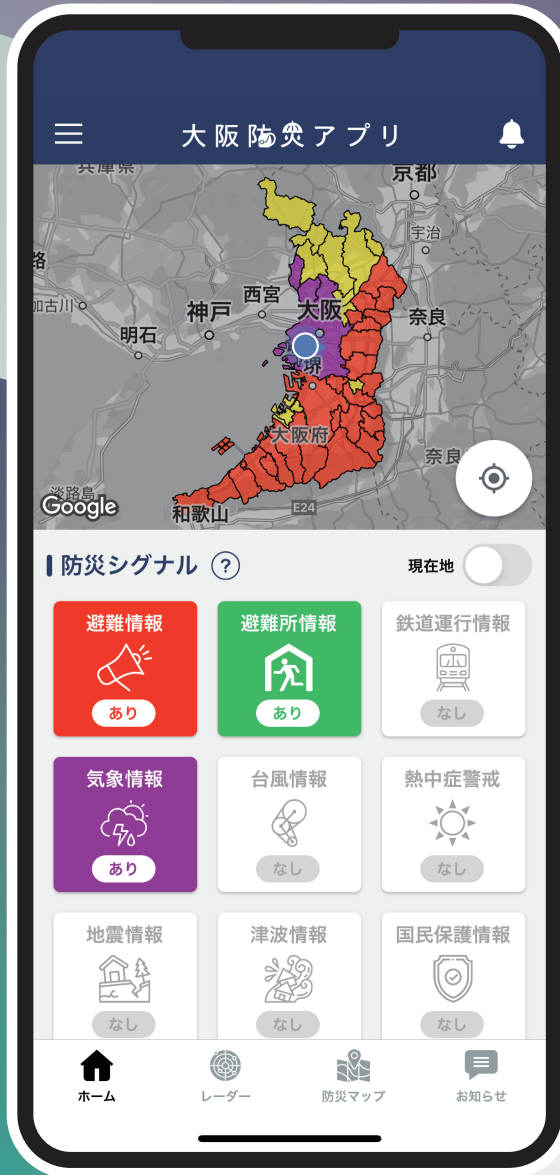 大阪防災アプリ
兵庫県
京都
宇治
路
加古川
西宮
神戸
大阪
奈良
明石
堺
大阪府
奈良
淡路島
Google
和歌山
E24
防災シグナル ?
現在地
避難情報 避難所情報 鉄道運行情報
あり あり なし
気象情報 台風情報 熱中症警戒
あり なし なし
地震情報 津波情報 国民保護情報
なし なし なし
ホーム レーダー 防災マップ お知らせ